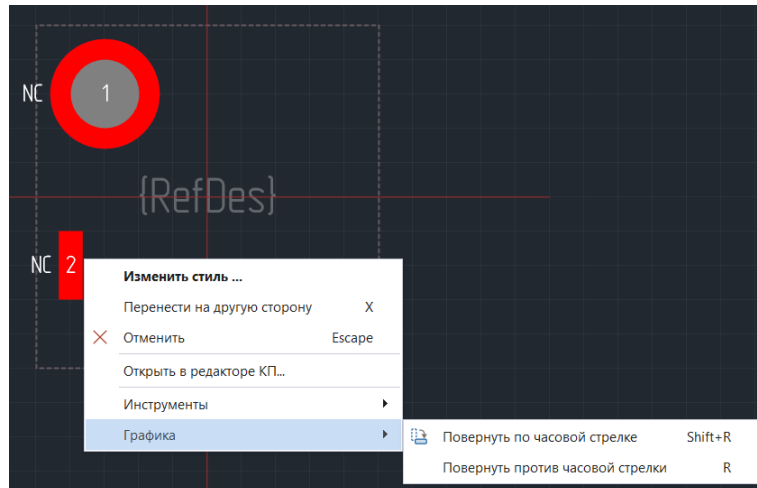 NC 1
{RefDes}
NC 2
Изменить стиль ...
Перенести на другую сторону X
Отменить Escape
Открыть в редакторе КП...
Инструменты
Графика
Повернуть по часовой стрелке Shift+R
Повернуть против часовой стрелки R